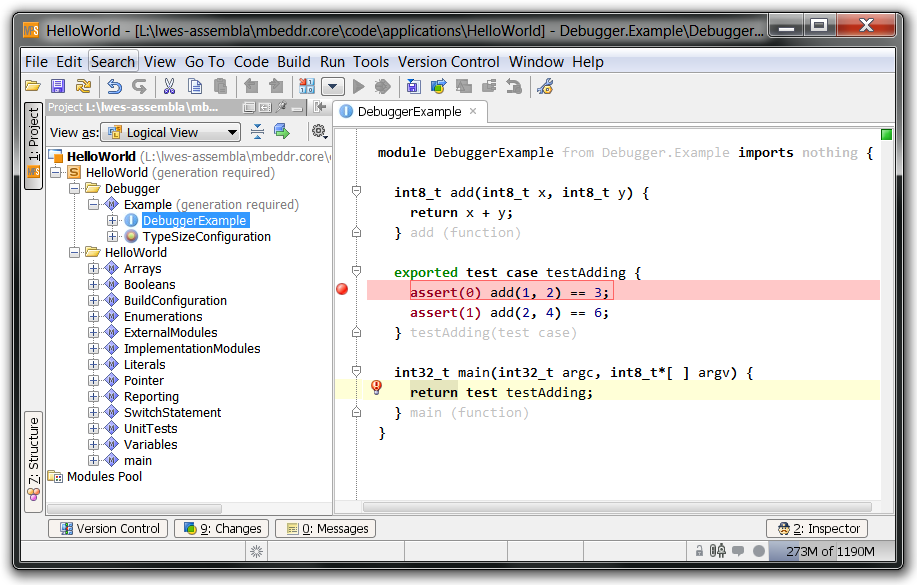 HelloWorld - [L:\lwes-assembla\mbeddr.core\code\applications\HelloWorld] - Debugger.Example\Debugger...
File Edit Search View Go To Code Build Run Tools Version Control Window Help
Project L:\lwes-assembla\mb...
DebuggerExample
1: Project
View as: Logical View
HelloWorld (L:\lwes-assembla\mbeddr.core\
HelloWorld (generation required)
Debugger
Example (generation required)
DebuggerExample
TypeSizeConfiguration
HelloWorld
Arrays
Booleans
BuildConfiguration
Enumerations
ExternalModules
ImplementationModules
Literals
Pointer
Reporting
SwitchStatement
UnitTests
Variables
main
Modules Pool
Z: Structure
module DebuggerExample from Debugger.Example imports nothing {
int8_t add(int8_t x, int8_t y) {
return x + y;
} add (function)
exported test case testAdding {
assert(0) add(1, 2) == 3;
assert(1) add(2, 4) == 6;
} testAdding(test case)
int32_t main(int32_t argc, int8_t*[ ] argv) {
return test testAdding;
} main (function)
}
Version Control 9: Changes 0: Messages 2: Inspector
273M of 1190M